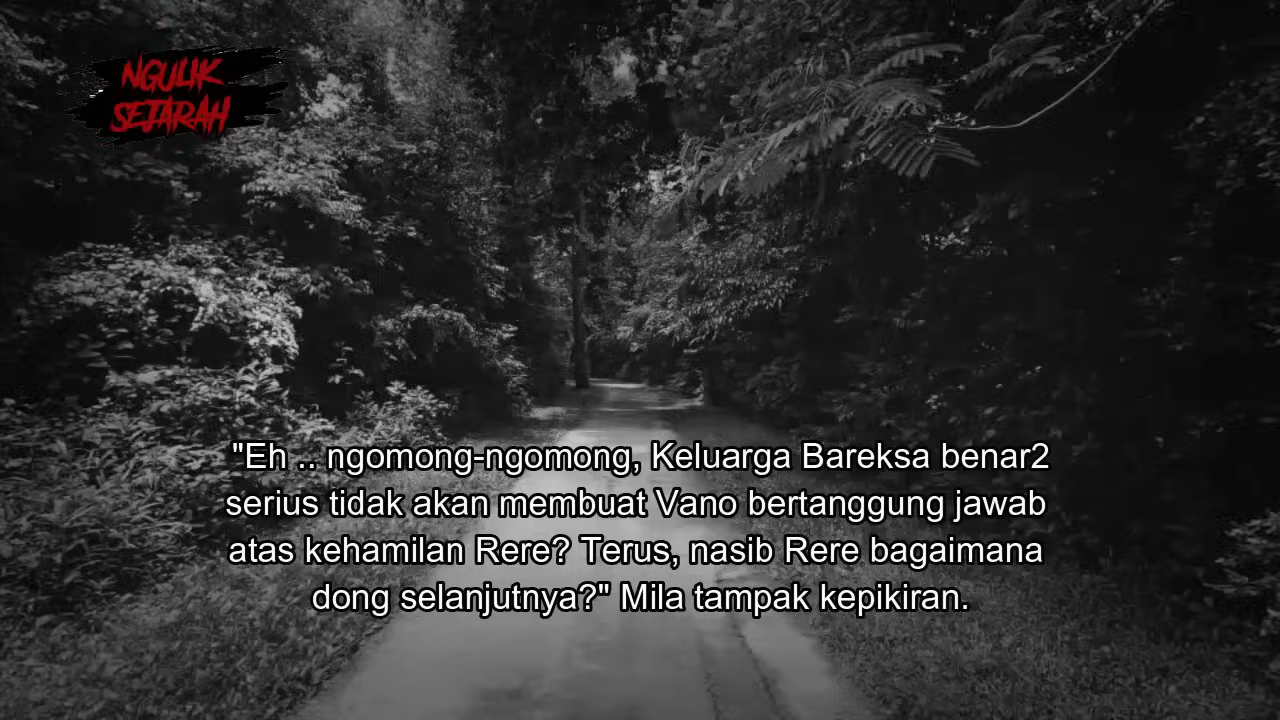 NGULIK
SEJARAH
"Eh .. ngomong-ngomong, Keluarga Bareksa benar2
serius tidak akan membuat Vano bertanggung jawab
atas kehamilan Rere? Terus, nasib Rere bagaimana
dong selanjutnya?" Mila tampak kepikiran.